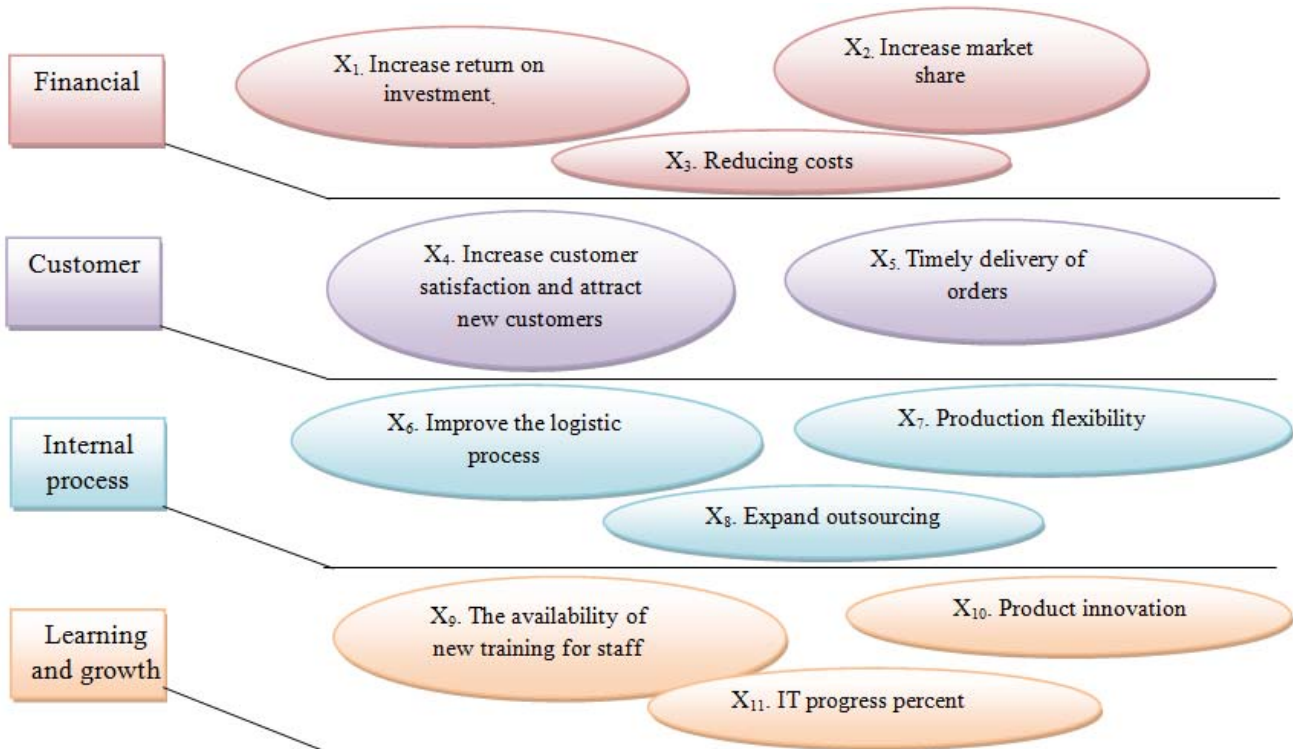 Financial
X₁. Increase return on
investment.
X₂. Increase market
share
X₃. Reducing costs
Customer
X₄. Increase customer
satisfaction and attract
new customers
X₅. Timely delivery of
orders
Internal
process
X₆. Improve the logistic
process
X₇. Production flexibility
X₈. Expand outsourcing
Learning
and growth
X₉. The availability of
new training for staff
X₁₀. Product innovation
X₁₁. IT progress percent